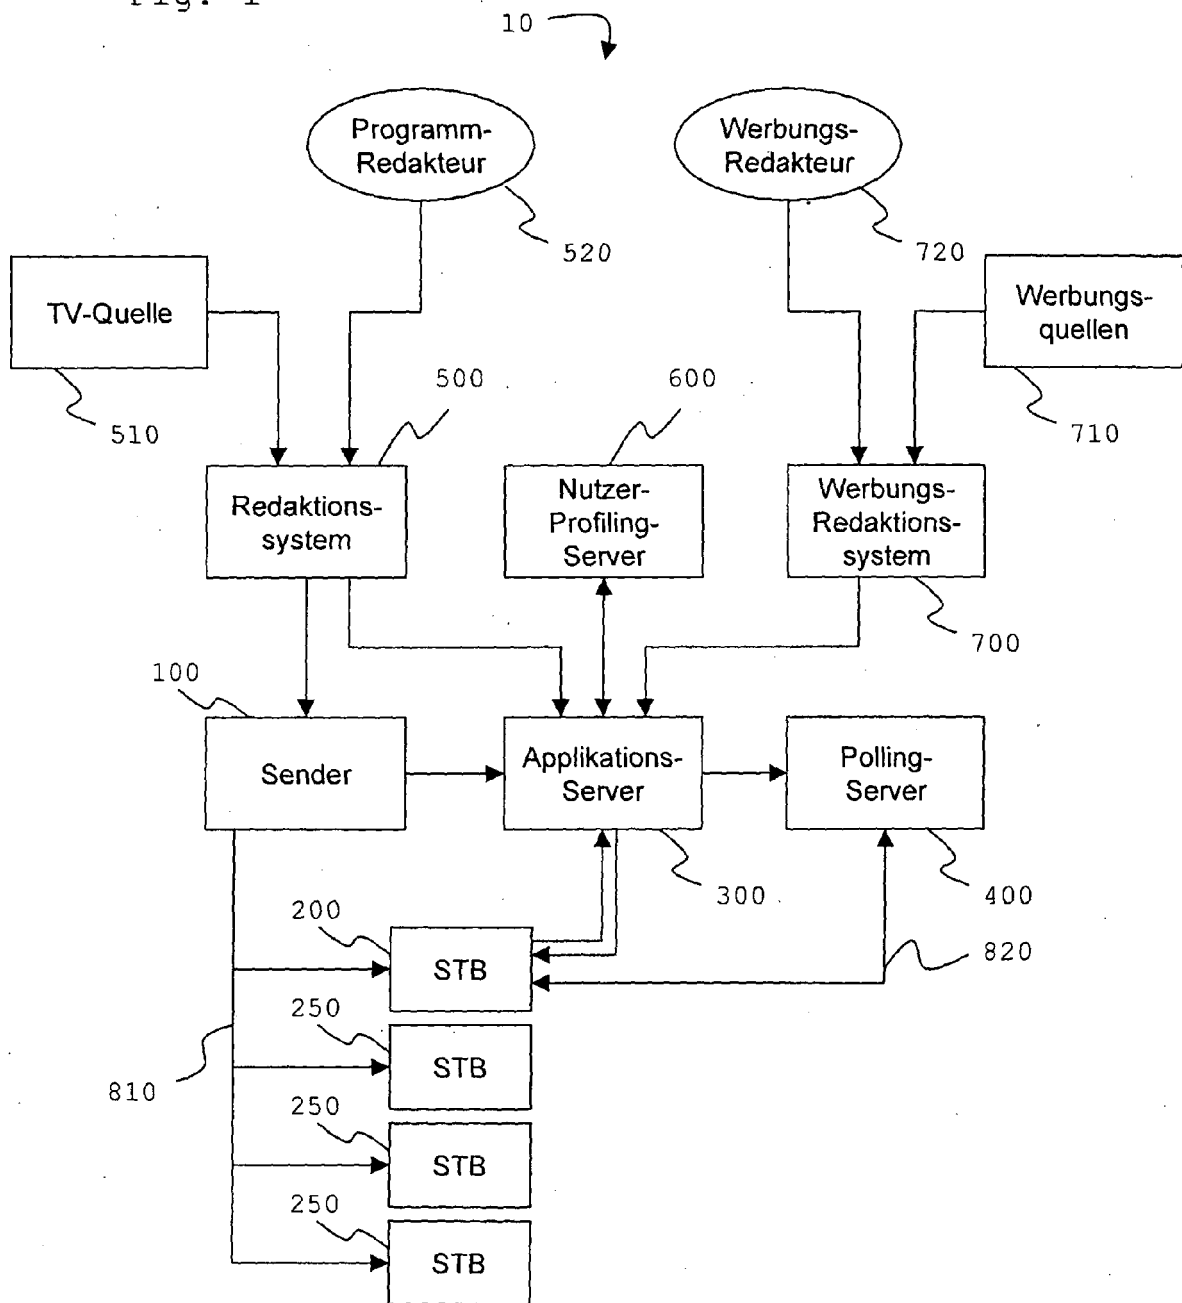 10
Programm-
Redakteur
Werbungs-
Redakteur
520
720
TV-Quelle
Werbungs-
quellen
510
500
600
710
Redaktions-
system
Nutzer-
Profiling-
Server
Werbungs-
Redaktions-
system
700
100
Sender
Applikations-
Server
Polling-
Server
300
400
200
STB
820
250
STB
810
250
STB
250
STB